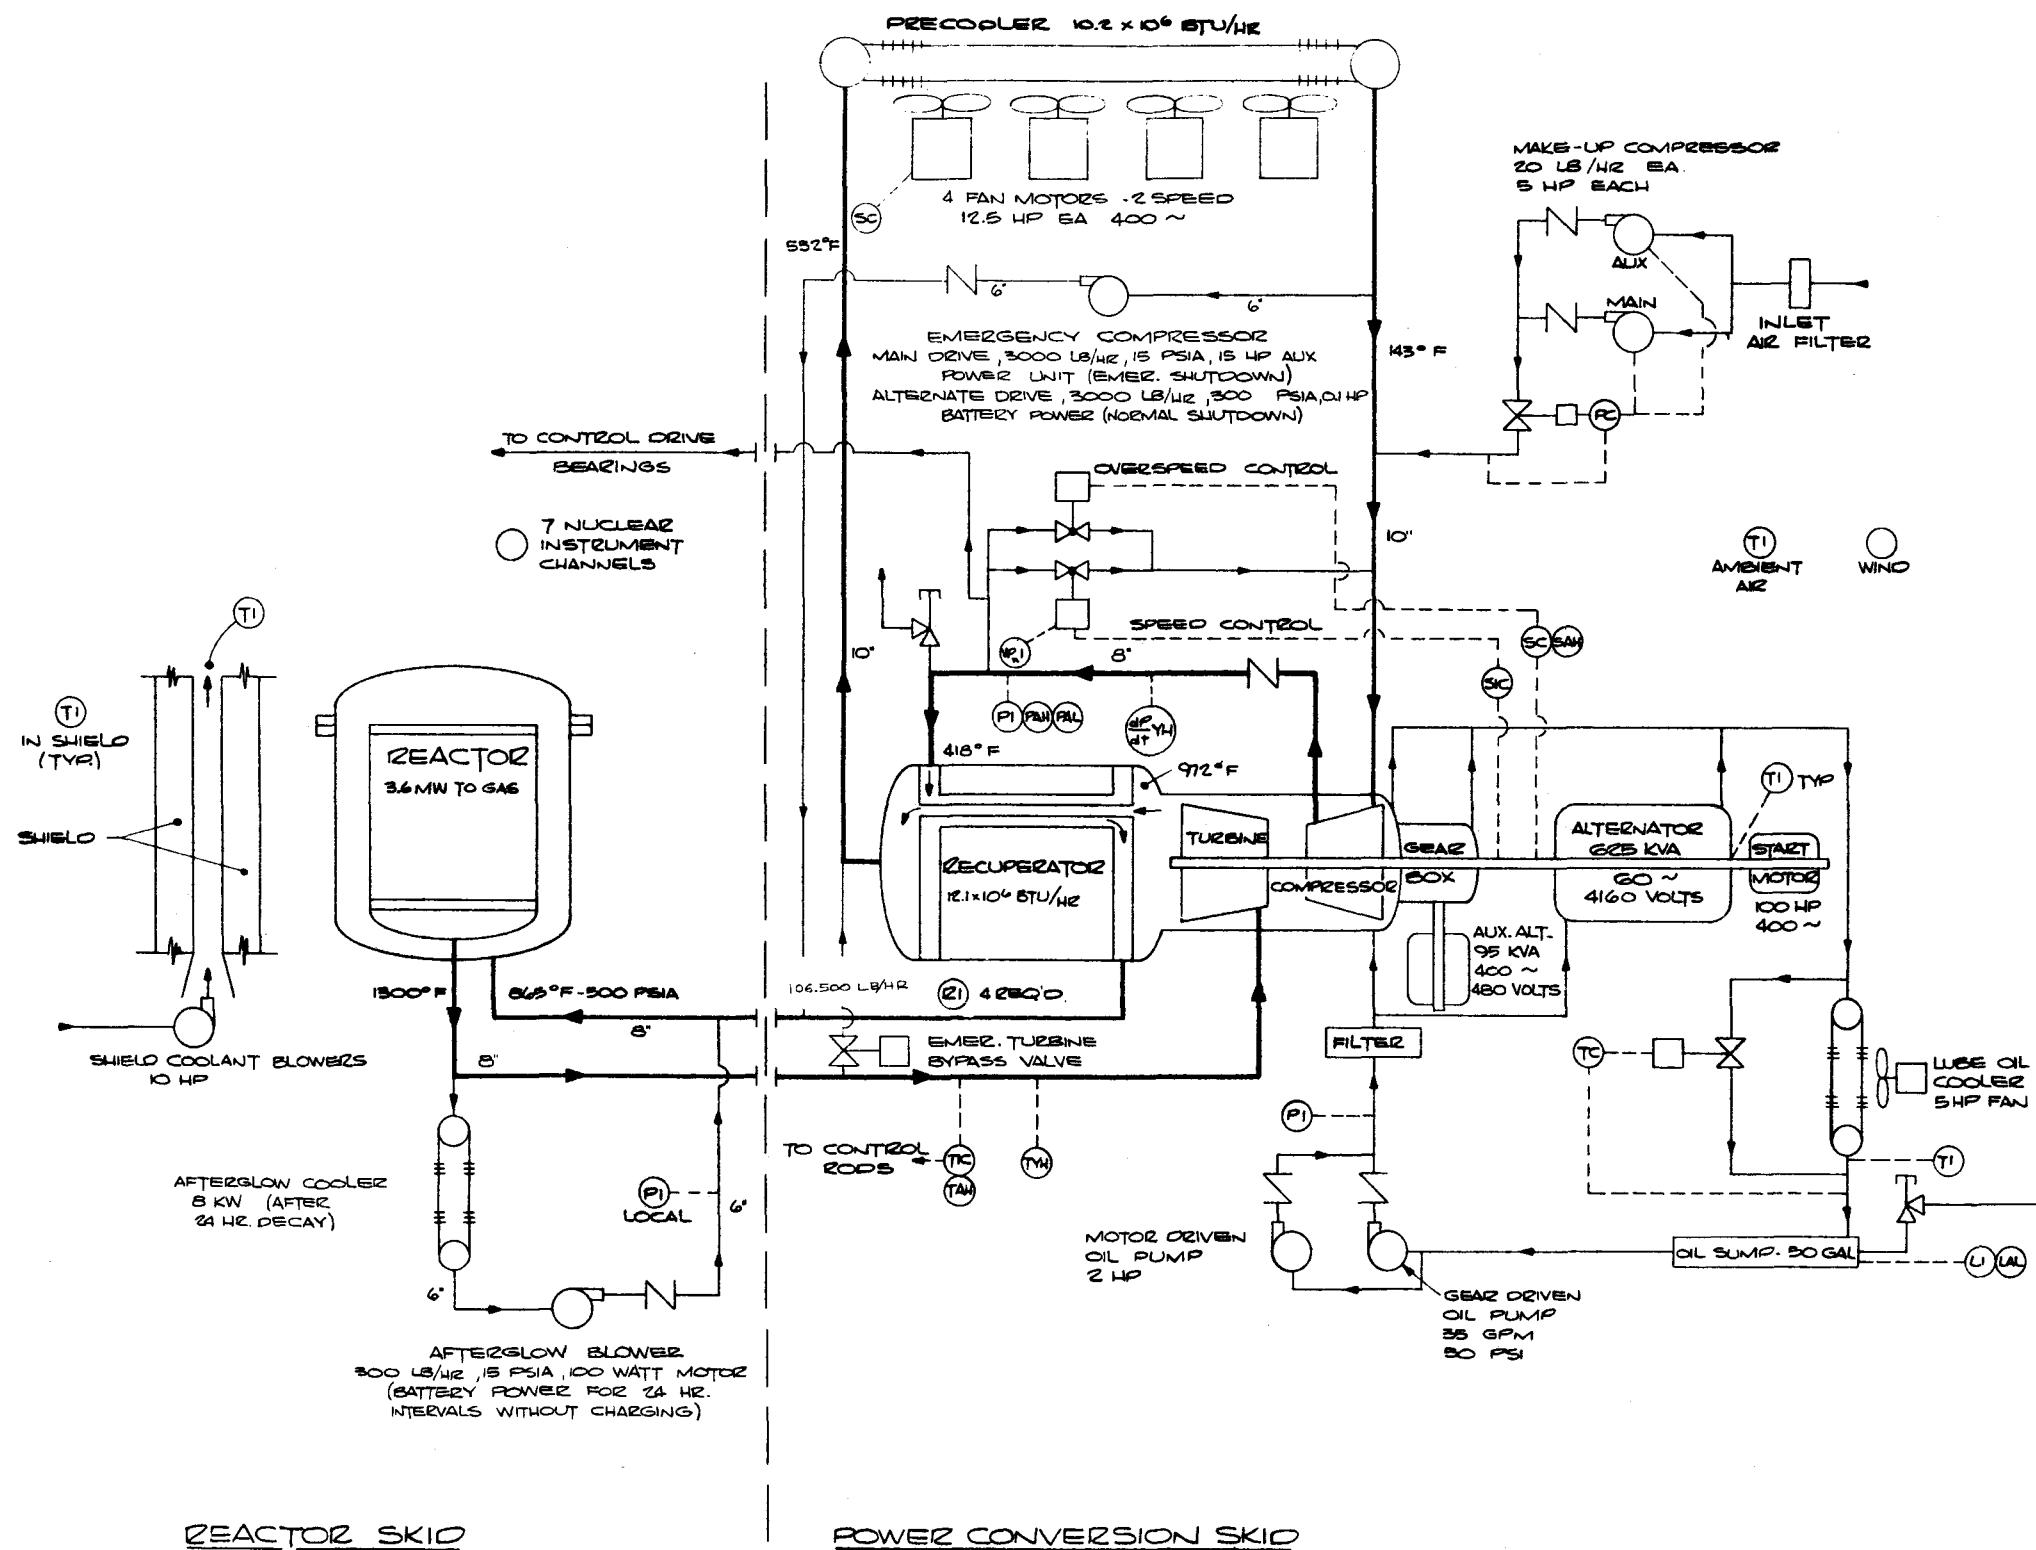 PRECOOLER 10.2 x 10⁶ BTU/HR
4 FAN MOTORS - 2 SPEED
12.5 HP EA 400 ~
SC
532°F
6"
6"
EMERGENCY COMPRESSOR
MAIN DRIVE, 3000 LB/HR, 15 PSIA, 15 HP AUX
POWER UNIT (EMER. SHUTDOWN)
ALTERNATE DRIVE, 3000 LB/HR, 300 PSIA, 0.1 HP
BATTERY POWER (NORMAL SHUTDOWN)
143°F
MAKE-UP COMPRESSOR
20 LB/HR EA.
5 HP EACH
AUX
MAIN
INLET
AIR FILTER
PC
TO CONTROL DRIVE
BEARINGS
7 NUCLEAR
INSTRUMENT
CHANNELS
OVERSPEED CONTROL
10"
TI
AMBIENT
AIR
WIND
SPEED CONTROL
8"
10"
SC
SAH
SIC
PI
PAH
PAL
dP/dt YH
TI
TI
IN SHIELD
(TYP.)
SHIELD
REACTOR
3.6 MW TO GAS
418°F
972°F
TURBINE
COMPRESSOR
RECUPERATOR
12.1x10⁶ BTU/HR
GEAR
BOX
ALTERNATOR
625 KVA
60 ~
4160 VOLTS
TI TYP
START
MOTOR
100 HP
400 ~
AUX. ALT.
95 KVA
400 ~
480 VOLTS
1300°F
865°F-300 PSIA
106.500 LB/HR
4 REQ'D.
8"
8"
EMER. TURBINE
BYPASS VALVE
FILTER
SHIELD COOLANT BLOWERS
10 HP
TC
LUBE OIL
COOLER
5 HP FAN
PI
TI
TO CONTROL
RODS
TIC
TAH
TYH
AFTERGLOW COOLER
8 KW (AFTER
24 HR. DECAY)
PI
LOCAL
6"
6"
MOTOR DRIVEN
OIL PUMP
2 HP
OIL SUMP - 50 GAL
LI
LAL
GEAR DRIVEN
OIL PUMP
35 GPM
50 PSI
AFTERGLOW BLOWER
300 LB/HR, 15 PSIA, 100 WATT MOTOR
(BATTERY POWER FOR 24 HR.
INTERVALS WITHOUT CHARGING)
REACTOR SKID
POWER CONVERSION SKID